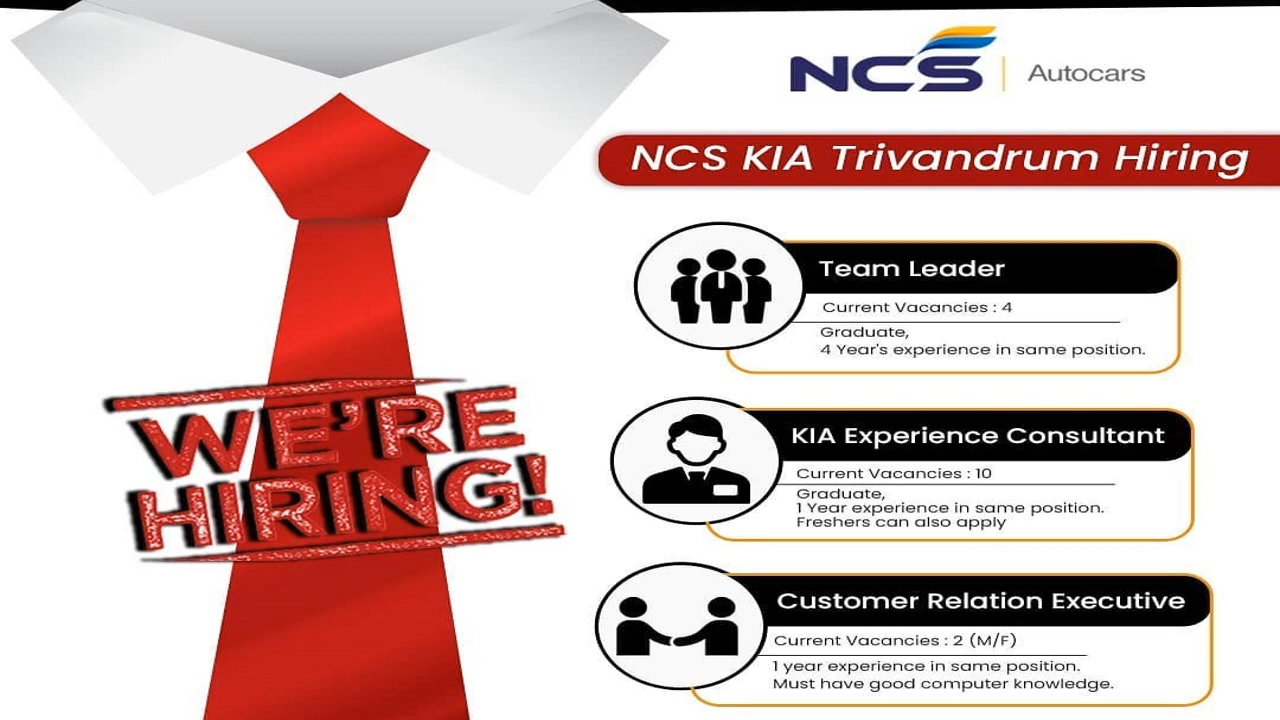 NCS | Autocars
NCS KIA Trivandrum Hiring
WE'RE
HIRING!
Team Leader
Current Vacancies : 4
Graduate,
4 Year's experience in same position.
KIA Experience Consultant
Current Vacancies : 10
Graduate,
1 Year experience in same position.
Freshers can also apply
Customer Relation Executive
Current Vacancies : 2 (M/F)
1 year experience in same position.
Must have good computer knowledge.